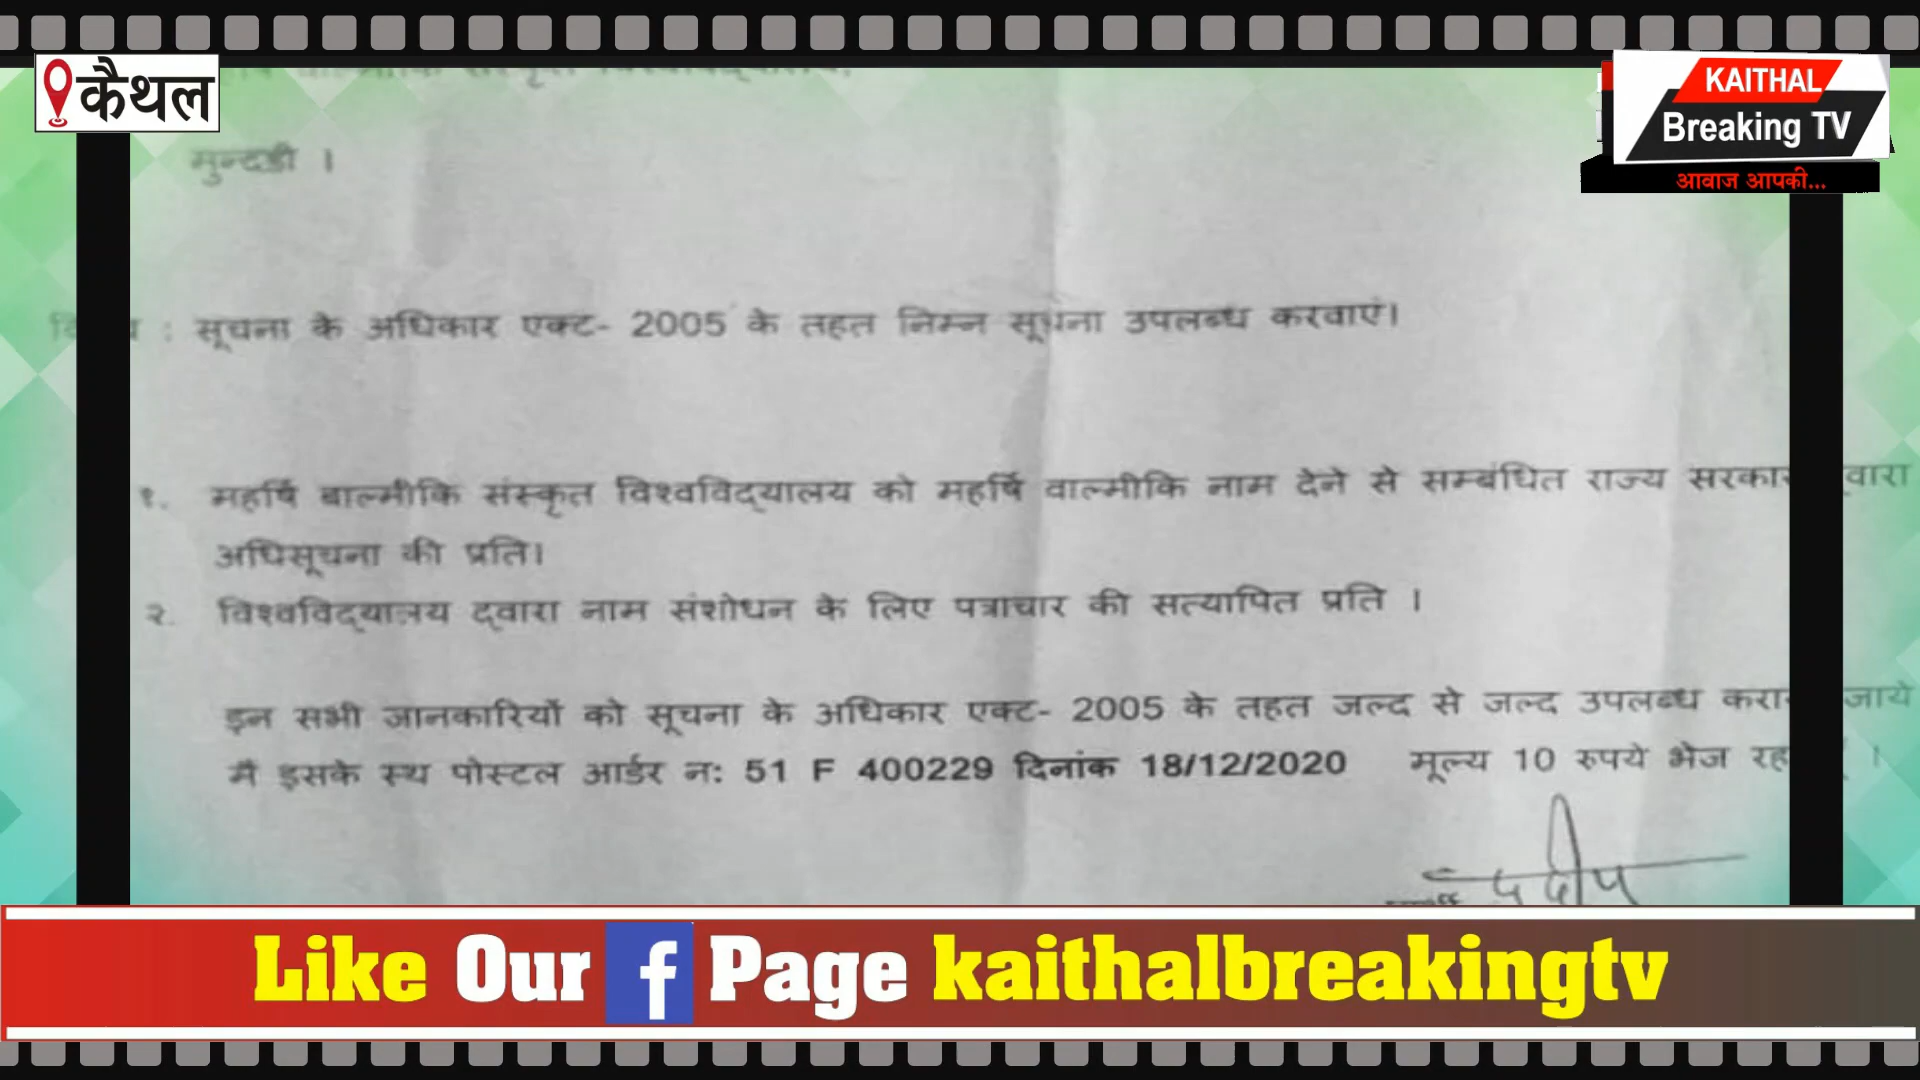 कैथल
KAITHAL
Breaking TV
आवाज आपकी...
मुन्दडी ।
: सूचना के अधिकार एक्ट- 2005 के तहत निम्न सूचना उपलब्ध करवाएं।
१. महर्षि बाल्मीकि संस्कृत विश्वविद्यालय को महर्षि वाल्मीकि नाम देने से सम्बंधित राज्य सरकार
अधिसूचना की प्रति।
२. विश्वविद्यालय द्वारा नाम संशोधन के लिए पत्राचार की सत्यापित प्रति ।
इन सभी जानकारियों को सूचना के अधिकार एक्ट- 2005 के तहत जल्द से जल्द उपलब्ध जाये
मै इसके स्थ पोस्टल आर्डर न: 51 F 400229 दिनांक 18/12/2020 मूल्य 10 रुपये भेज
Like Our f Page kaithalbreakingtv